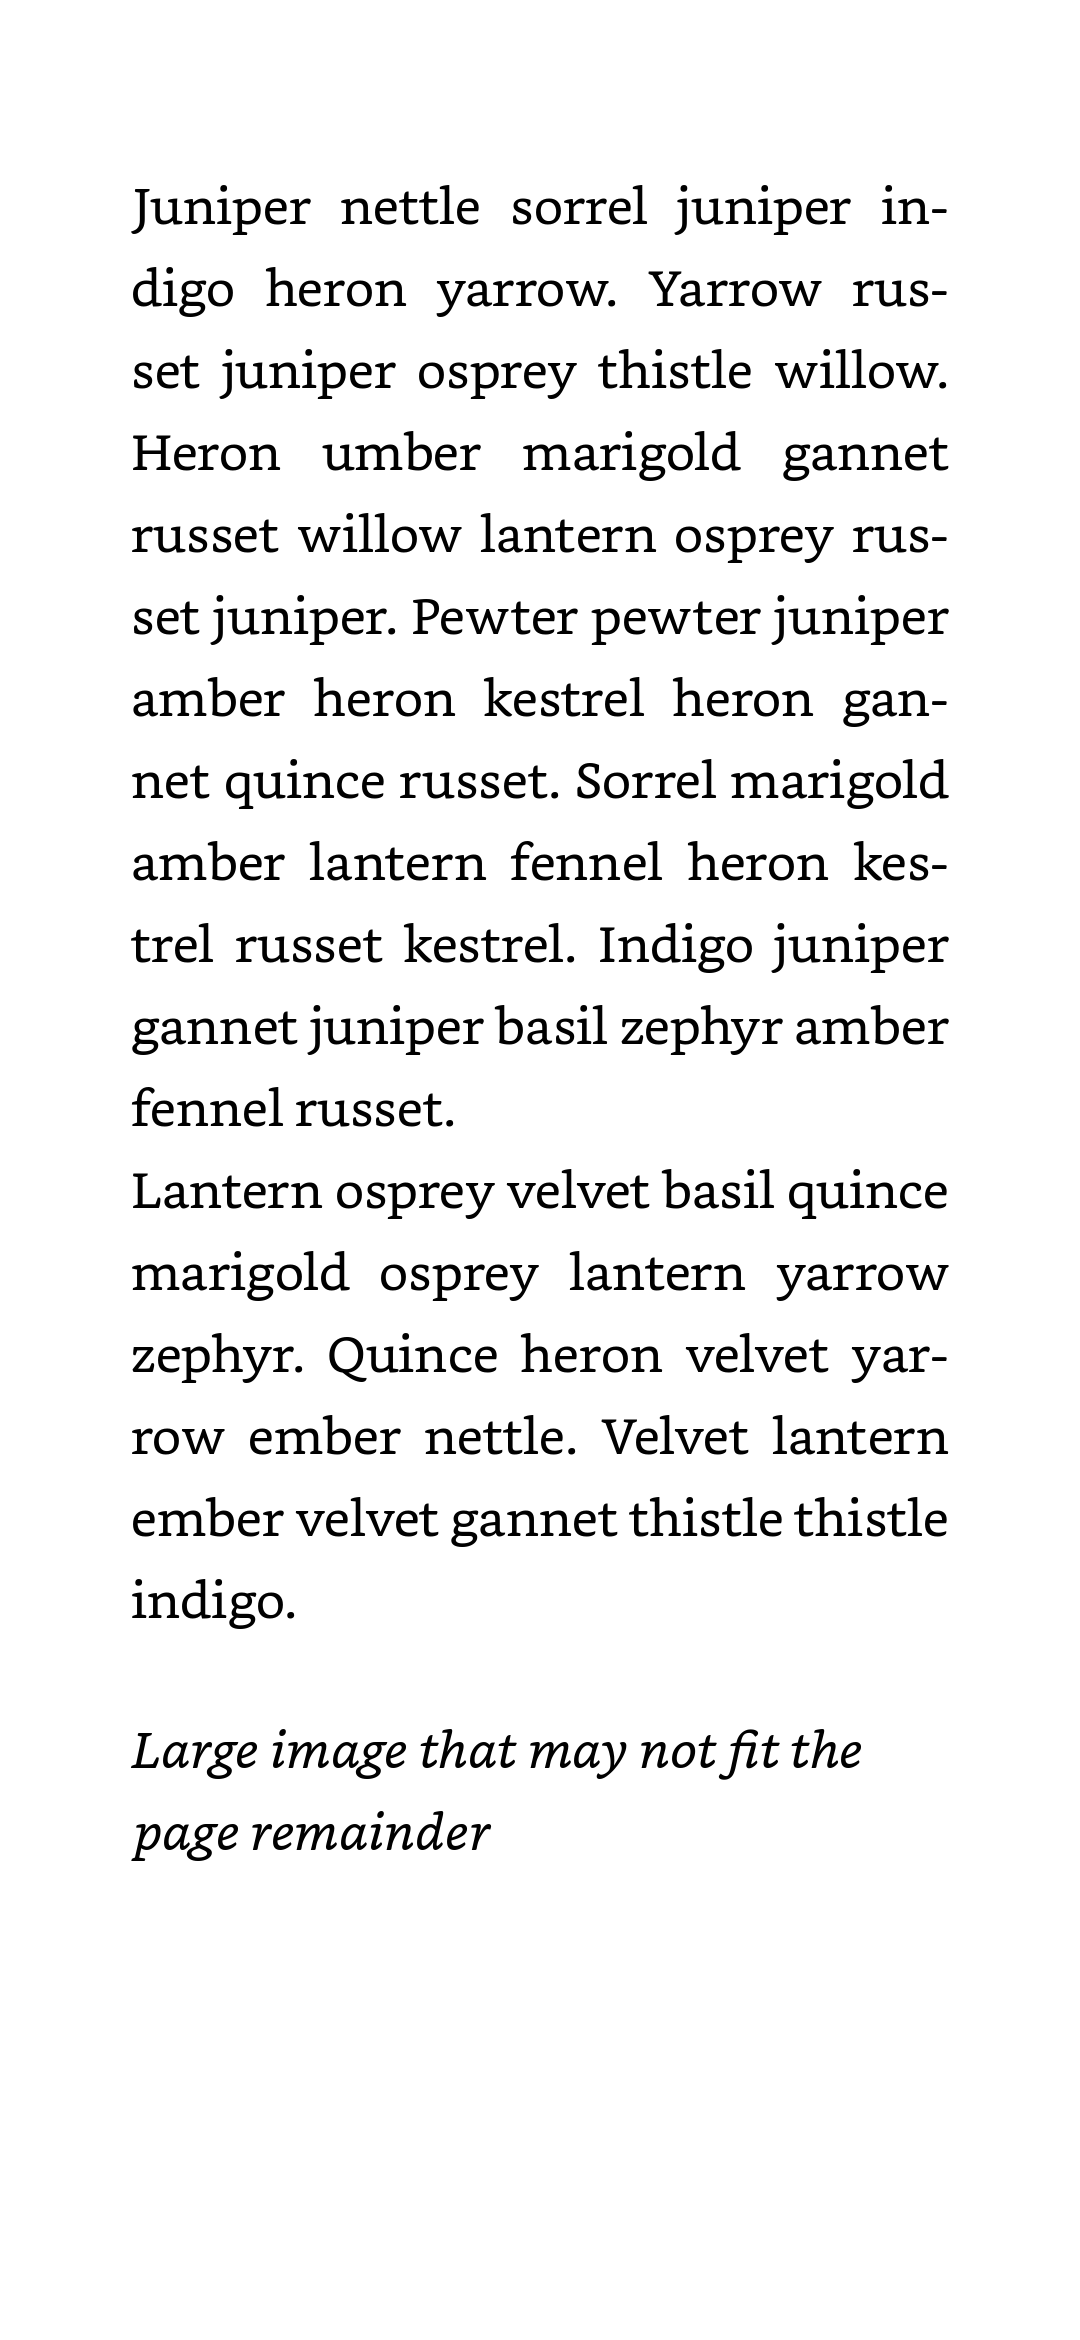 Juniper nettle sorrel juniper in-
digo heron yarrow. Yarrow rus-
set juniper osprey thistle willow.
Heron umber marigold gannet
russet willow lantern osprey rus-
set juniper. Pewter pewter juniper
amber heron kestrel heron gan-
net quince russet. Sorrel marigold
amber lantern fennel heron kes-
trel russet kestrel. Indigo juniper
gannet juniper basil zephyr amber
fennel russet.
Lantern osprey velvet basil quince
marigold osprey lantern yarrow
zephyr. Quince heron velvet yar-
row ember nettle. Velvet lantern
ember velvet gannet thistle thistle
indigo.
Large image that may not fit the
page remainder